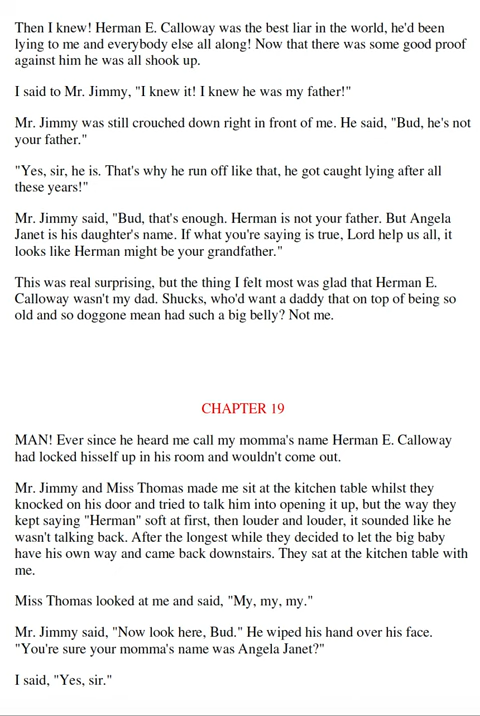 Then I knew! Herman E. Calloway was the best liar in the world, he'd been
lying to me and everybody else all along! Now that there was some good proof
against him he was all shook up.
I said to Mr. Jimmy, "I knew it! I knew he was my father!"
Mr. Jimmy was still crouched down right in front of me. He said, "Bud, he's not
your father."
"Yes, sir, he is. That's why he run off like that, he got caught lying after all
these years!"
Mr. Jimmy said, "Bud, that's enough. Herman is not your father. But Angela
Janet is his daughter's name. If what you're saying is true, Lord help us all, it
looks like Herman might be your grandfather."
This was real surprising, but the thing I felt most was glad that Herman E.
Calloway wasn't my dad. Shucks, who'd want a daddy that on top of being so
old and so doggone mean had such a big belly? Not me.
CHAPTER 19
MAN! Ever since he heard me call my momma's name Herman E. Calloway
had locked hisself up in his room and wouldn't come out.
Mr. Jimmy and Miss Thomas made me sit at the kitchen table whilst they
knocked on his door and tried to talk him into opening it up, but the way they
kept saying "Herman" soft at first, then louder and louder, it sounded like he
wasn't talking back. After the longest while they decided to let the big baby
have his own way and came back downstairs. They sat at the kitchen table with
me.
Miss Thomas looked at me and said, "My, my, my."
Mr. Jimmy said, "Now look here, Bud." He wiped his hand over his face.
"You're sure your momma's name was Angela Janet?"
I said, "Yes, sir."